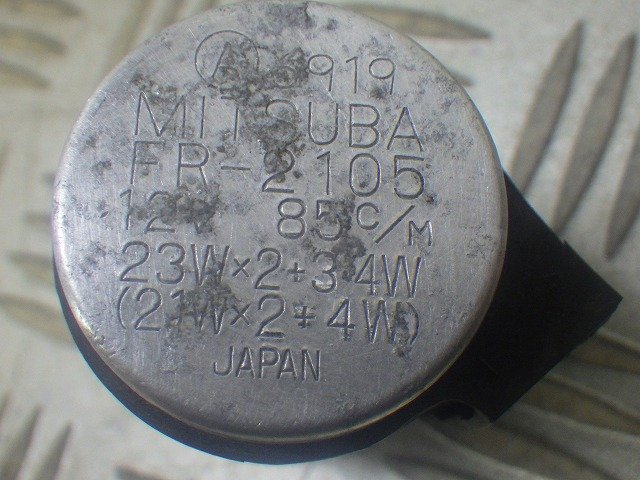 Ⓐ 919
MITSUBA
FR-2105
12V 85C/M
23W×2+3.4W
(21W×2+4W)
JAPAN